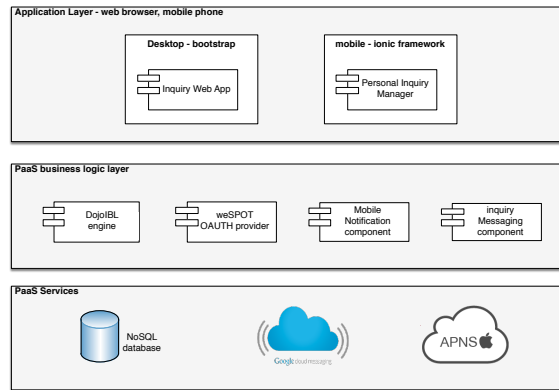 Application Layer - web browser, mobile phone
Desktop - bootstrap
Inquiry Web App
mobile - ionic framework
Personal Inquiry
Manager
PaaS business logic layer
DojoIBL
engine
weSPOT
OAUTH provider
Mobile
Notification
component
inquiry
Messaging
component
PaaS Services
NoSQL
database
Google cloud messaging
APNS